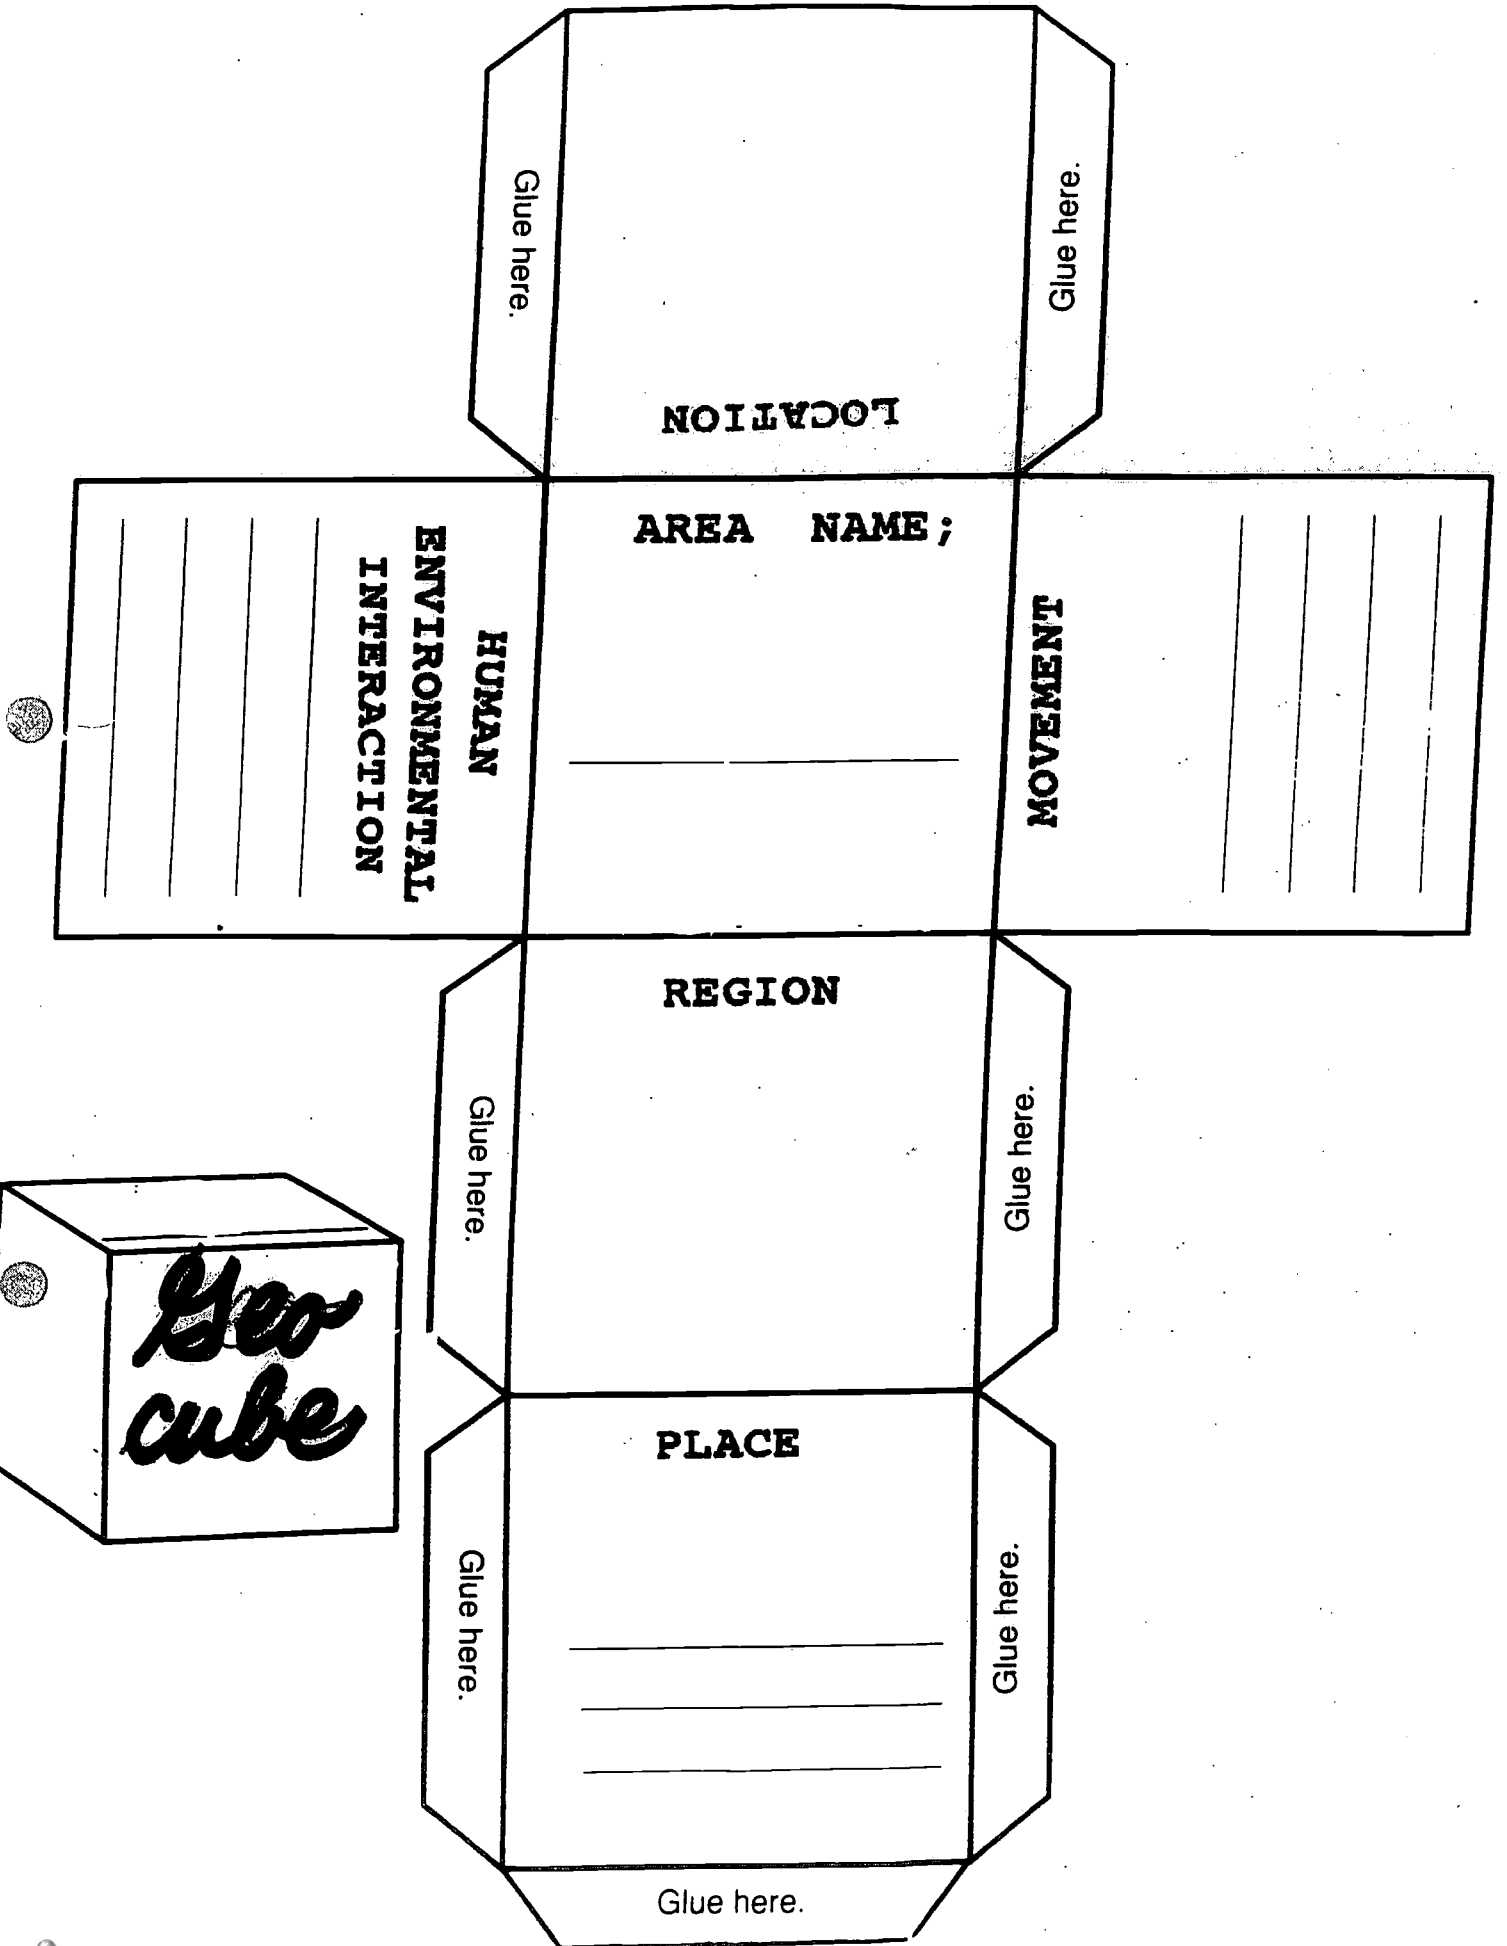 Glue here.
Glue here.
LOCATION
AREA NAME;
HUMAN
ENVIRONMENTAL
INTERACTION
MOVEMENT
REGION
Glue here.
Glue here.
Geo
cube
PLACE
Glue here.
Glue here.
Glue here.